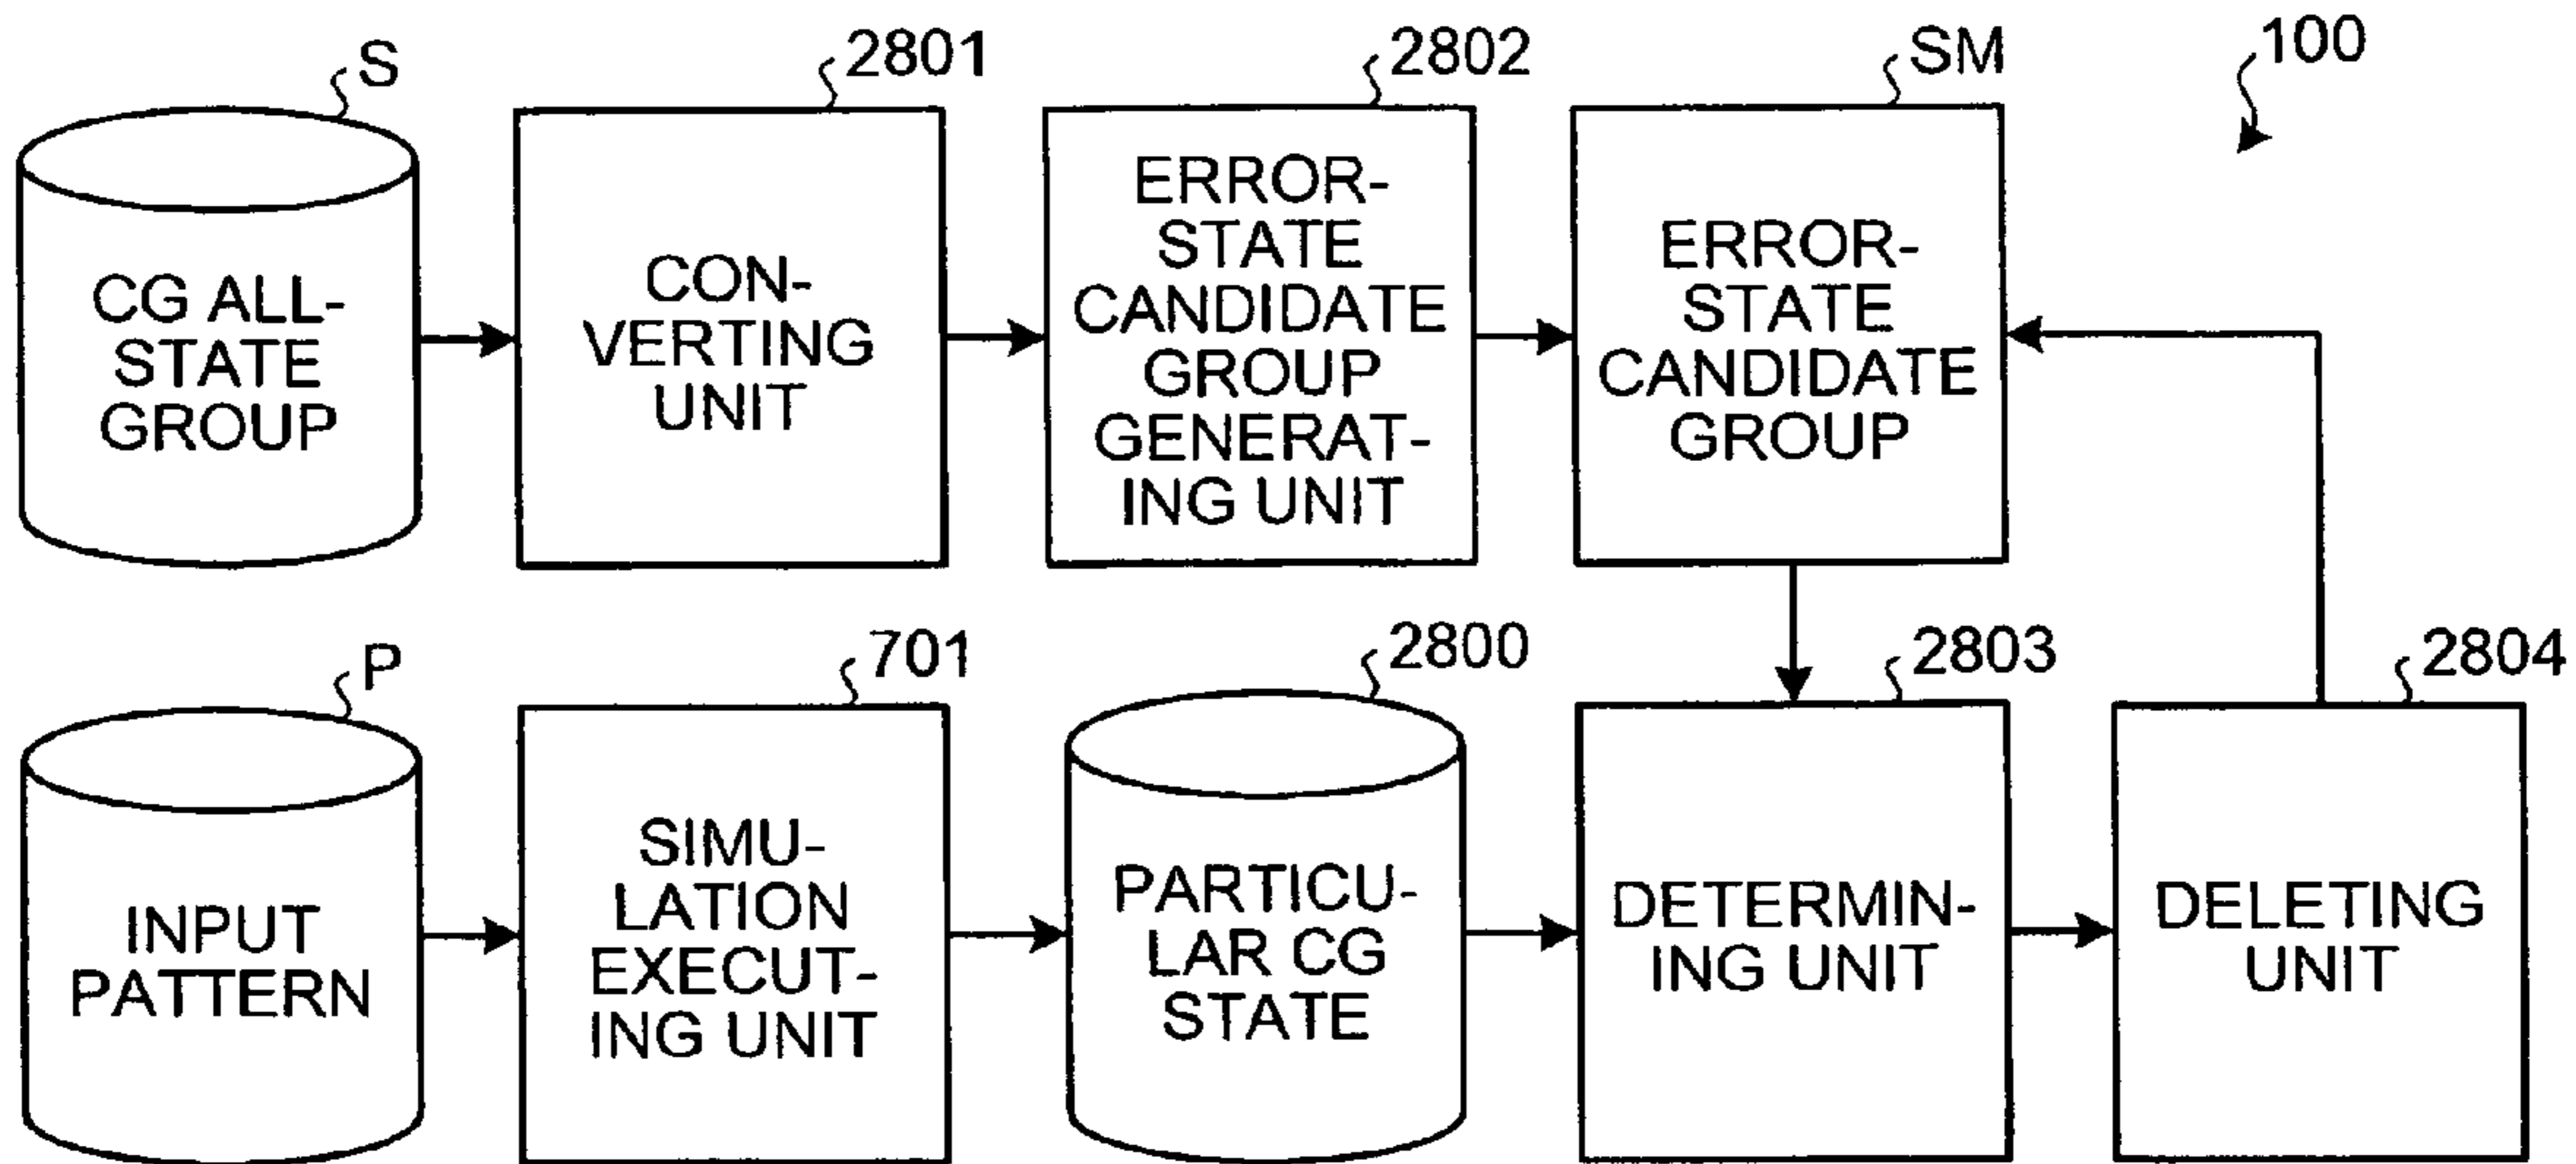 S
2801
2802
SM
100
CG ALL-
STATE
GROUP
CON-
VERTING
UNIT
ERROR-
STATE
CANDIDATE
GROUP
GENERAT-
ING UNIT
ERROR-
STATE
CANDIDATE
GROUP
P
701
2800
2803
2804
INPUT
PATTERN
SIMU-
LATION
EXECUT-
ING UNIT
PARTICU-
LAR CG
STATE
DETERMIN-
ING UNIT
DELETING
UNIT